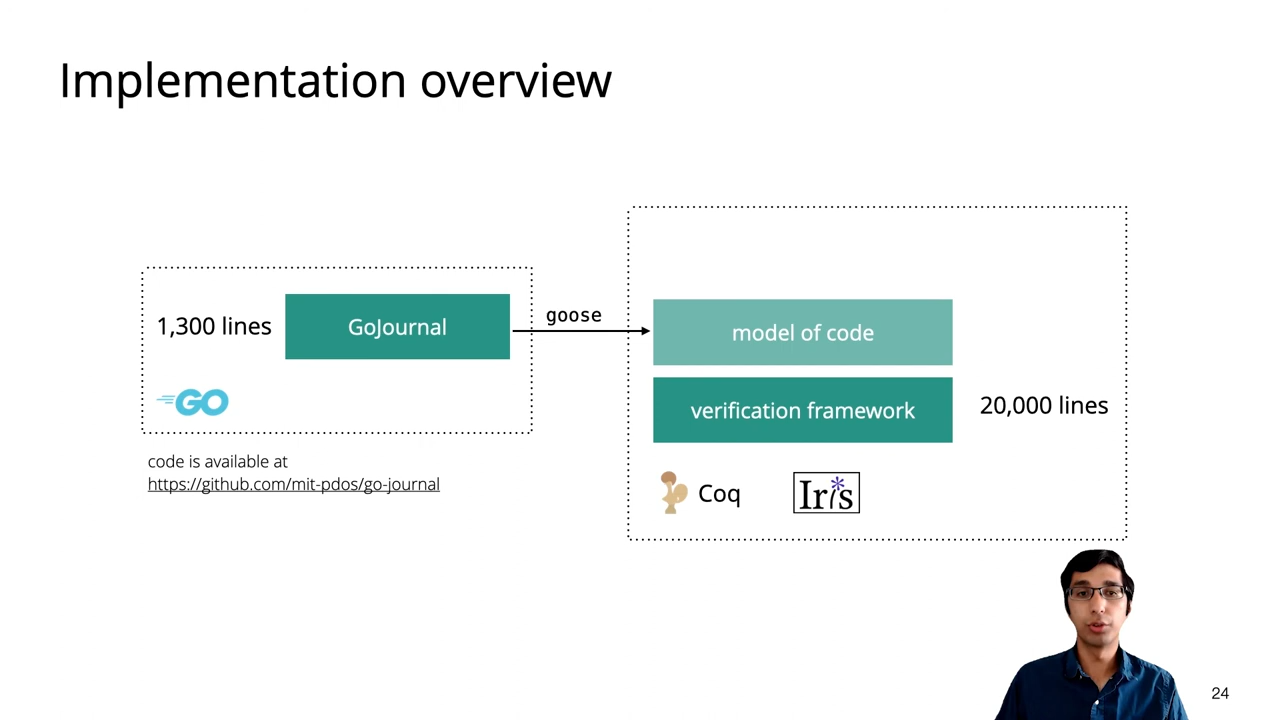 Implementation overview
1,300 lines
GoJournal
GO
code is available at
https://github.com/mit-pdos/go-journal
goose
model of code
verification framework
20,000 lines
Coq
Iris
24